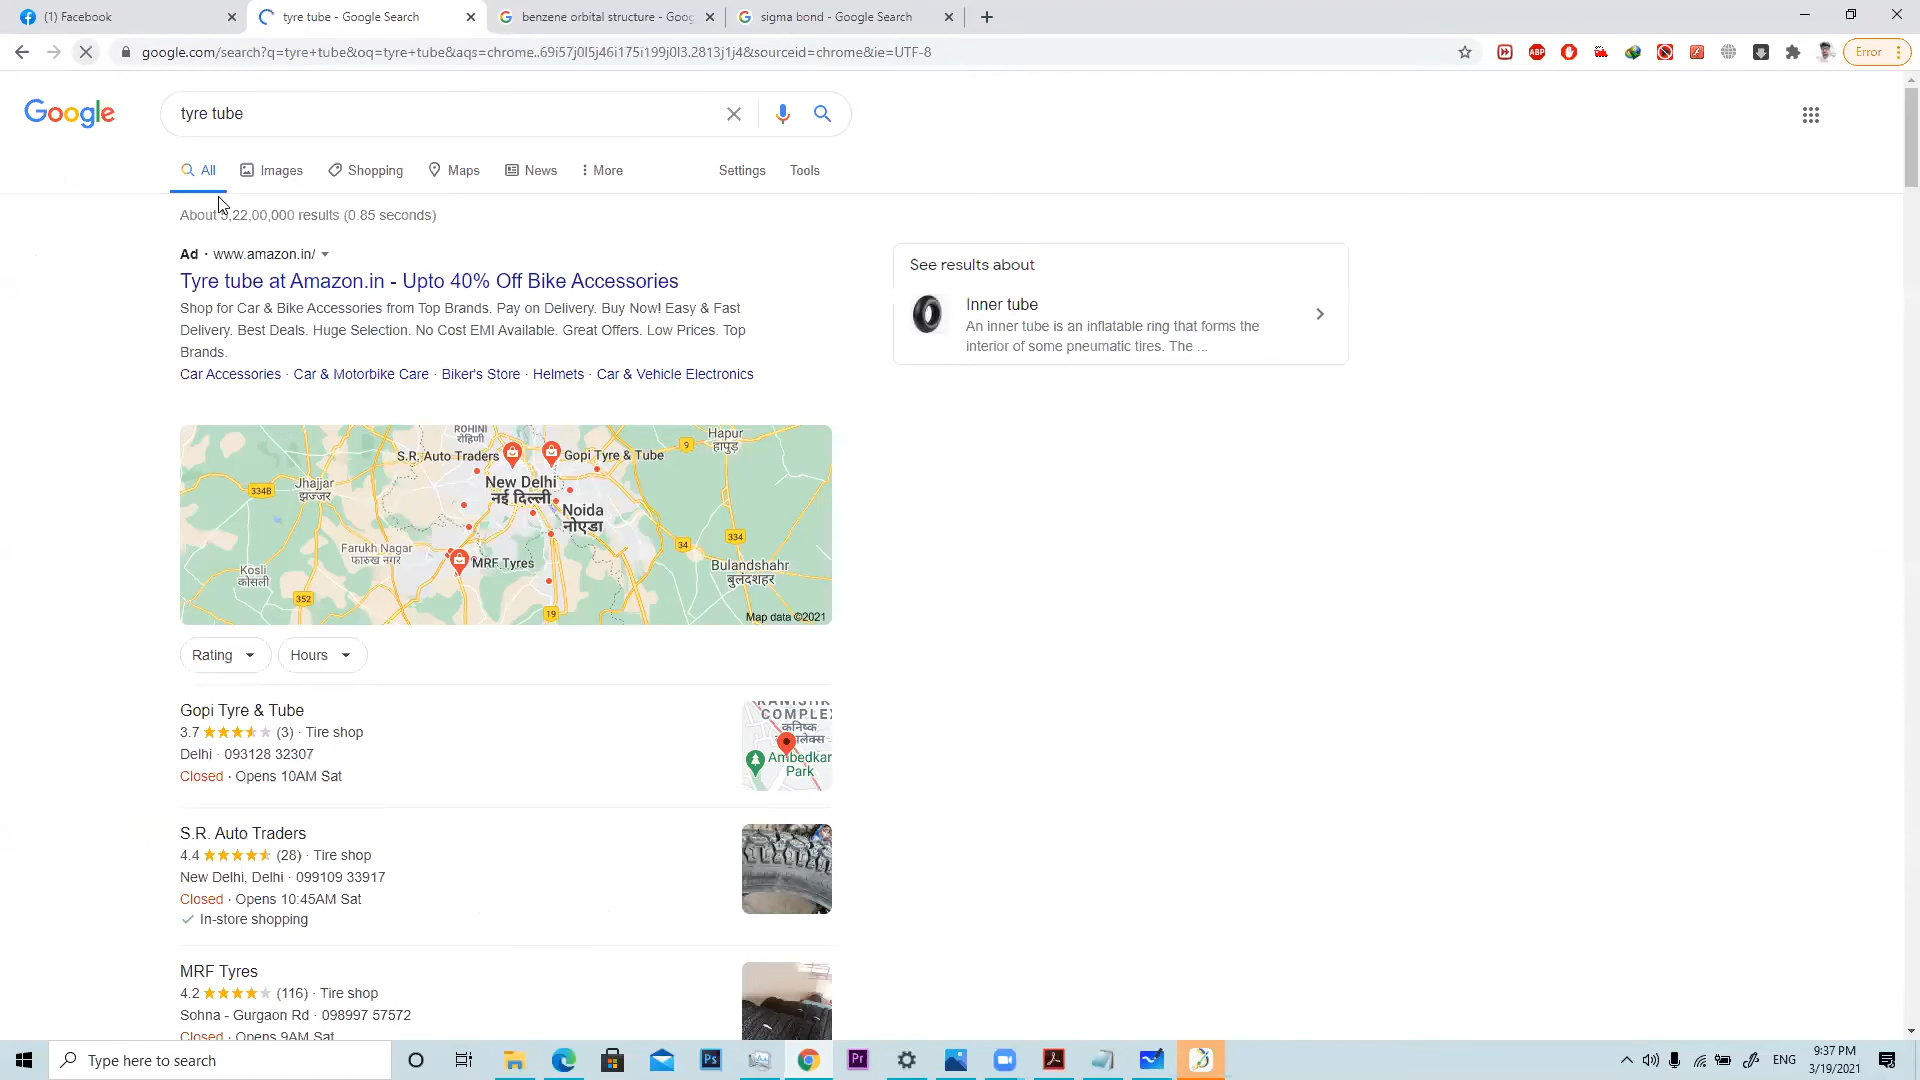 (1) Facebook
tyre tube - Google Search
benzene orbital structure - Goog
sigma bond - Google Search
google.com/search?q=tyre+tube&oq=tyre+tube&aqs=chrome..69i57j0l5j46i175i199j0l3.2813j1j4&sourceid=chrome&ie=UTF-8
ABP
Error
Google
tyre tube
All
Images
Shopping
Maps
News
More
Settings
Tools
About 3,22,00,000 results (0.85 seconds)
Ad · www.amazon.in/
Tyre tube at Amazon.in - Upto 40% Off Bike Accessories
Shop for Car & Bike Accessories from Top Brands. Pay on Delivery. Buy Now! Easy & Fast
Delivery. Best Deals. Huge Selection. No Cost EMI Available. Great Offers. Low Prices. Top
Brands.
Car Accessories · Car & Motorbike Care · Biker's Store · Helmets · Car & Vehicle Electronics
See results about
Inner tube
An inner tube is an inflatable ring that forms the
interior of some pneumatic tires. The ...
ROHINI
रोहिणी
S.R. Auto Traders
Gopi Tyre & Tube
9
Hapur
हापुड़
334B
Jhajjar
झज्जर
New Delhi
नई दिल्ली
Noida
नोएडा
Farukh Nagar
फारुख नगर
34
334
MRF Tyres
Bulandshahr
बुलंदशहर
Kosli
कोसली
352
19
Map data ©2021
Rating
Hours
Gopi Tyre & Tube
3.7 (3) · Tire shop
Delhi · 093128 32307
Closed · Opens 10AM Sat
COMPLEX
कनिष्क
Ambedkar
Park
S.R. Auto Traders
4.4 (28) · Tire shop
New Delhi, Delhi · 099109 33917
Closed · Opens 10:45AM Sat
In-store shopping
MRF Tyres
4.2 (116) · Tire shop
Sohna - Gurgaon Rd · 098997 57572
Closed · Opens 9AM Sat
Type here to search
Ps
Pr
ENG
9:37 PM
3/19/2021